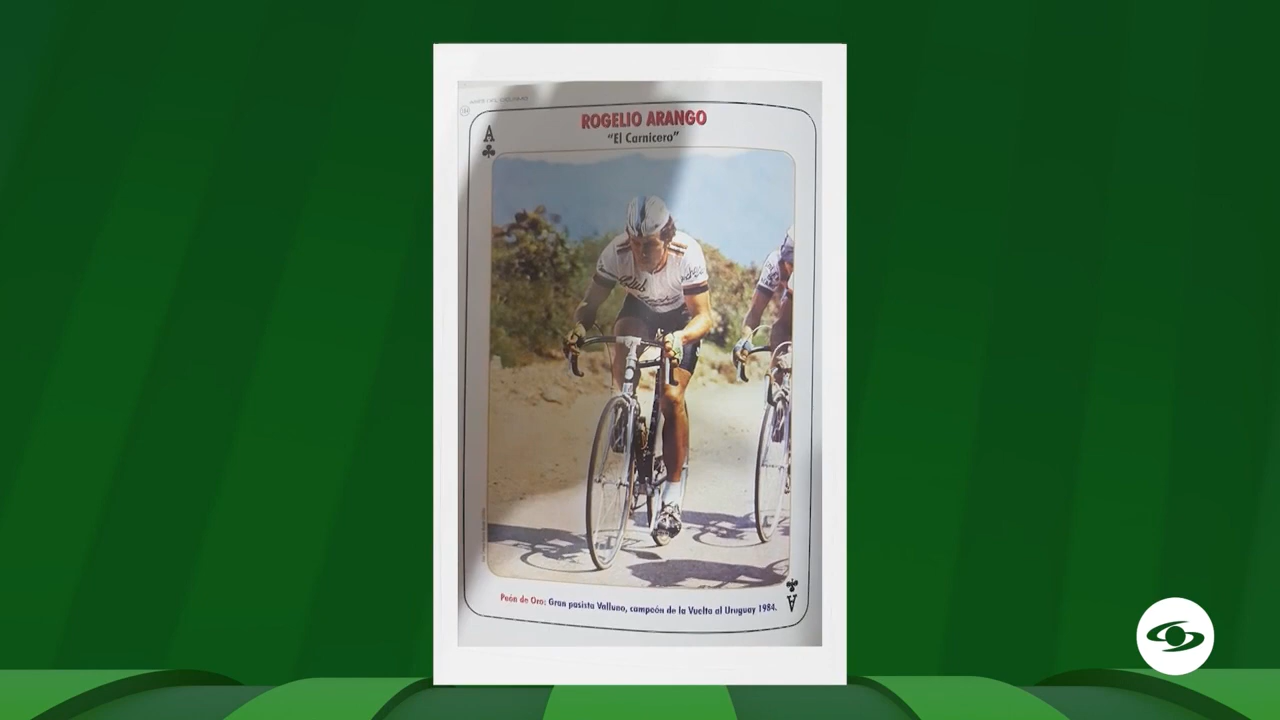 ROGELIO ARANGO
"El Carnicero"
A
Peón de Oro: Gran pasista Valluno, campeón de la Vuelta al Uruguay 1984.
A